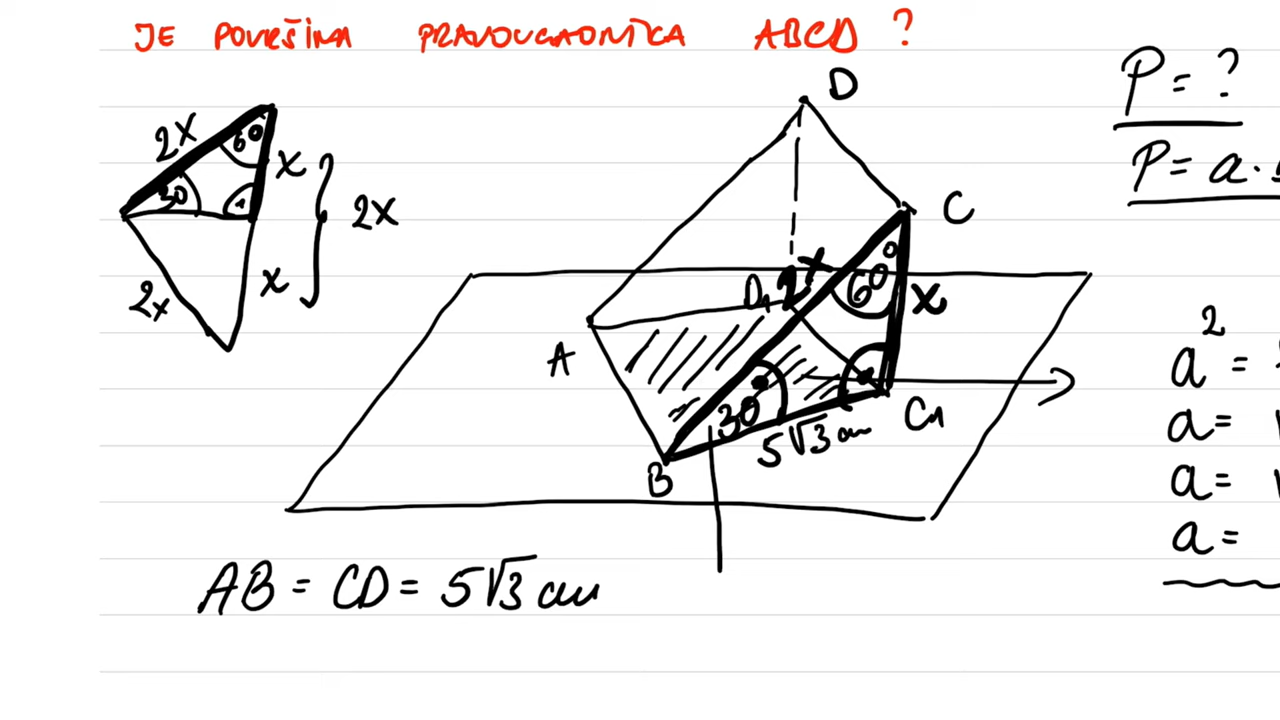 JE POVRŠINA PRAVOUGAONIKA ABCD ?
P = ?
P = a ·
2x
60
30
x
x
2x
2x
D
C
60°
x
2x
D1
A
30
5√3 cm
C1
B
a² =
a =
a =
a =
AB = CD = 5√3 cm